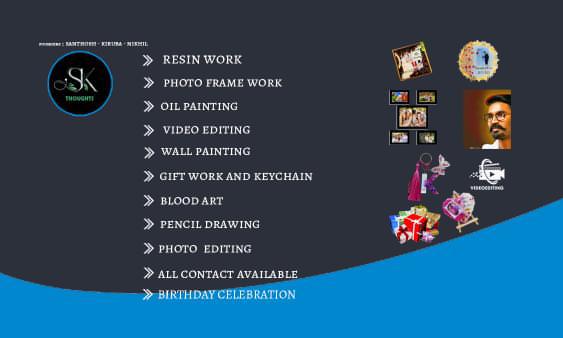 FOUNDERS ; SANTHOSH - KIRUBA - NIKHIL
SK
THOUGHTS
RESIN WORK
PHOTO FRAME WORK
OIL PAINTING
VIDEO EDITING
WALL PAINTING
GIFT WORK AND KEYCHAIN
BLOOD ART
PENCIL DRAWING
PHOTO EDITING
ALL CONTACT AVAILABLE
BIRTHDAY CELEBRATION
K
VIDEOEDITING